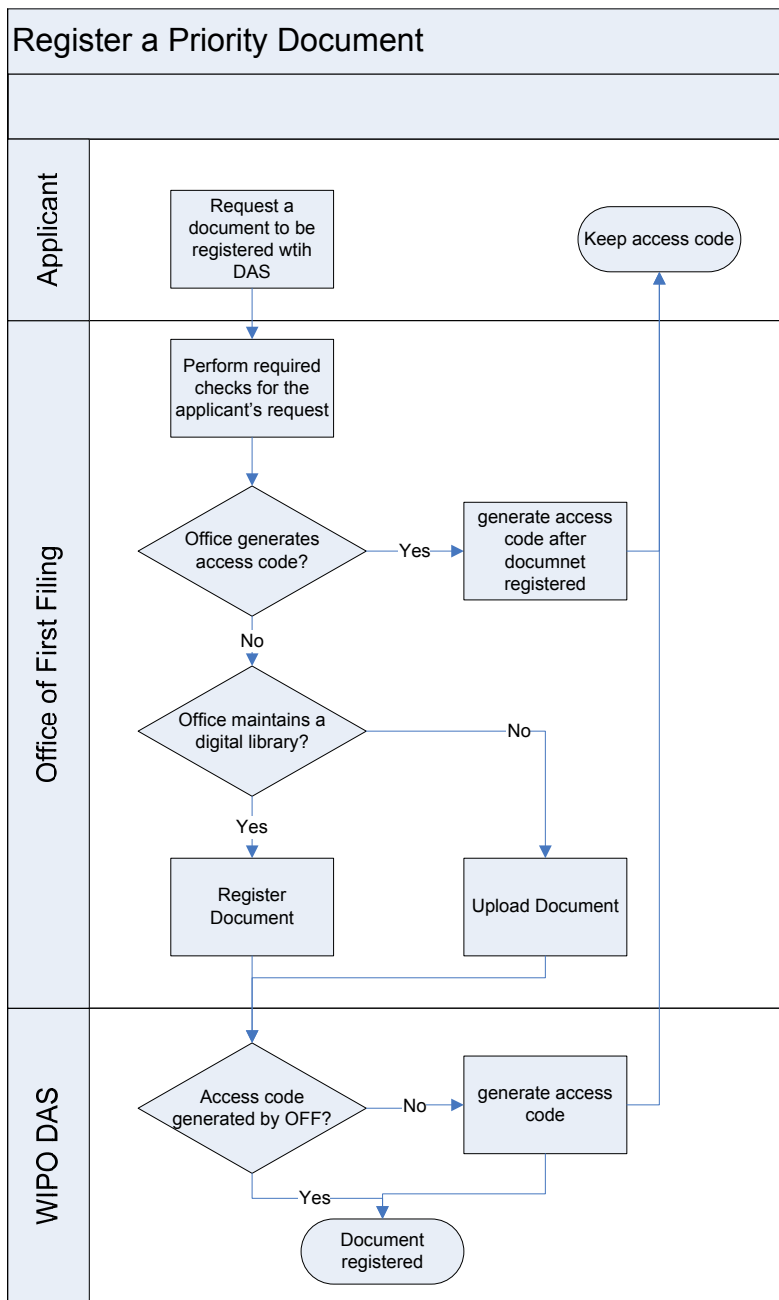 Register a Priority Document
Applicant
Request a
document to be
registered wtih
DAS
Keep access code
Office of First Filing
Perform required
checks for the
applicant's request
Office generates
access code?
Yes
generate access
code after
documnet
registered
No
Office maintains a
digital library?
No
Yes
Register
Document
Upload Document
WIPO DAS
Access code
generated by OFF?
No
generate access
code
Yes
Document
registered